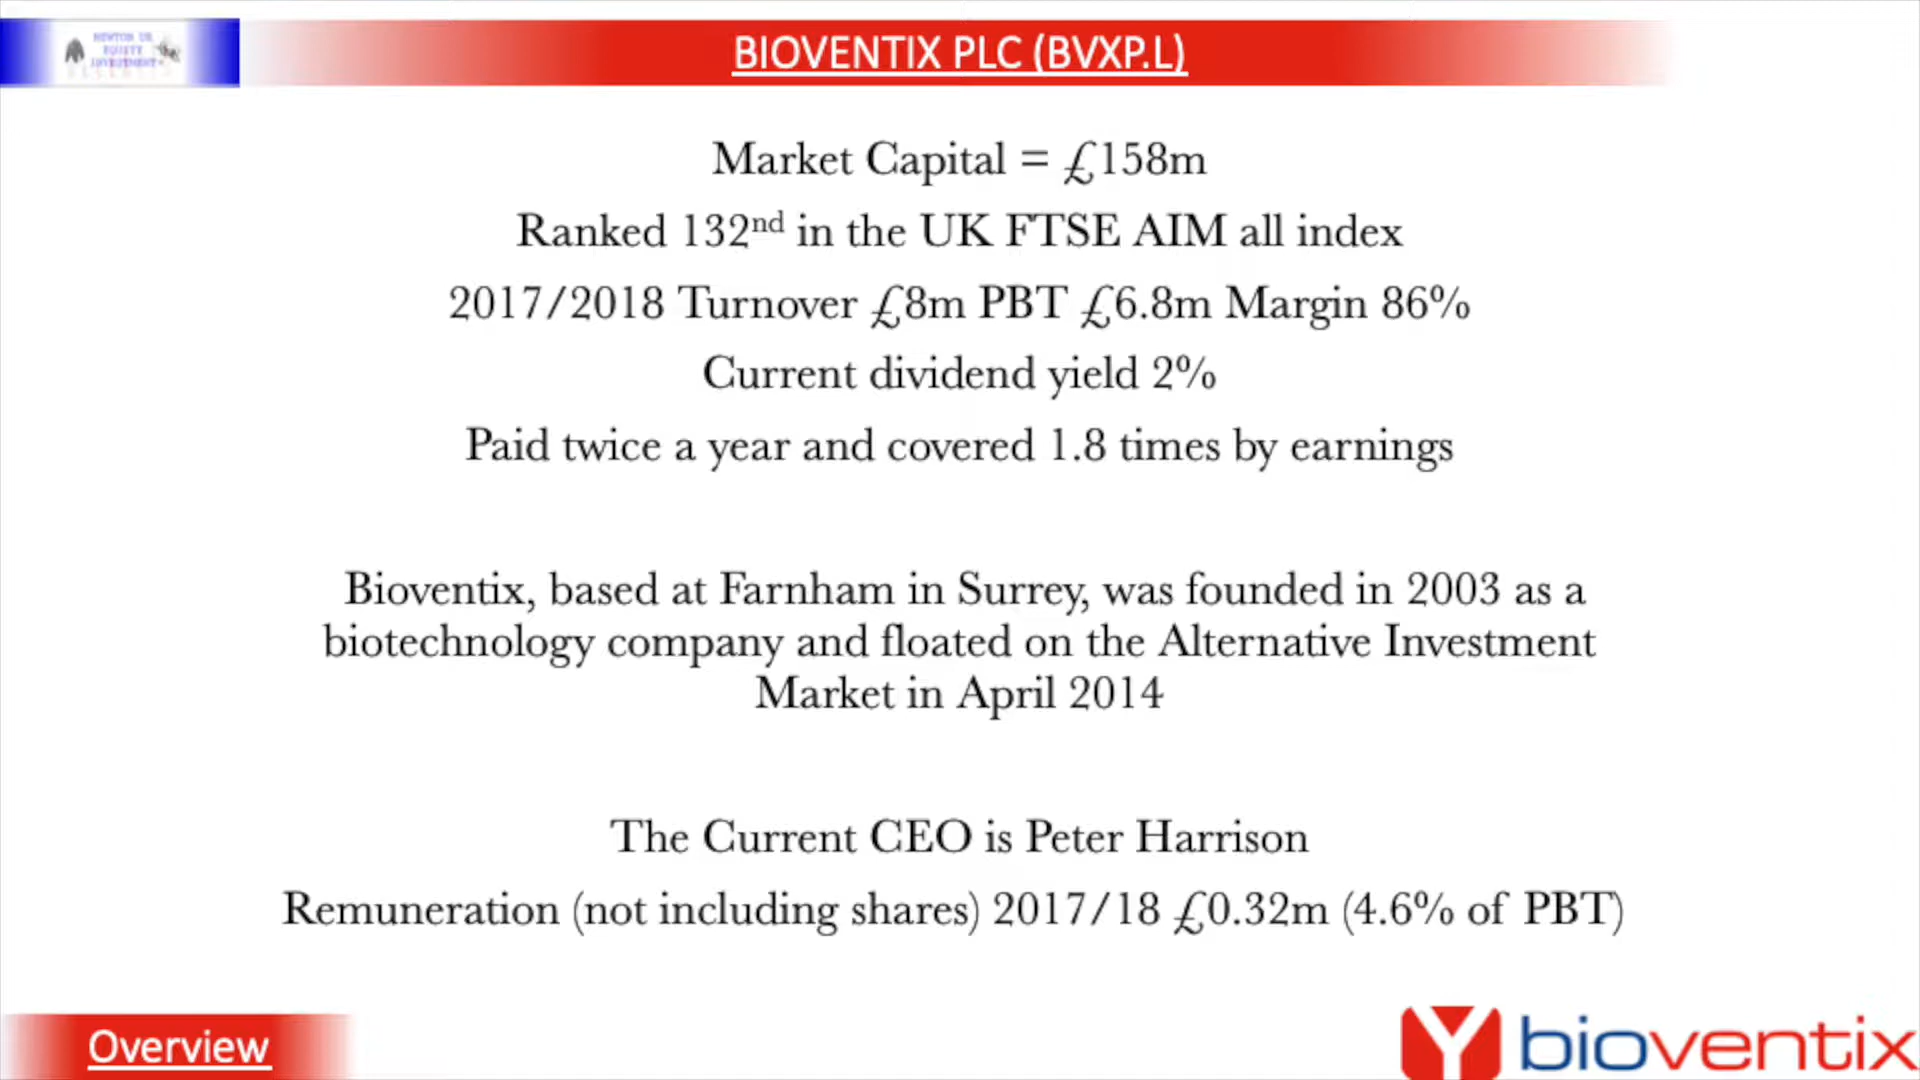 NEWTON UK
EQUITY
INVESTMENT
BIOVENTIX PLC (BVXP.L)
Market Capital = £158m
Ranked 132nd in the UK FTSE AIM all index
2017/2018 Turnover £8m PBT £6.8m Margin 86%
Current dividend yield 2%
Paid twice a year and covered 1.8 times by earnings
Bioventix, based at Farnham in Surrey, was founded in 2003 as a
biotechnology company and floated on the Alternative Investment
Market in April 2014
The Current CEO is Peter Harrison
Remuneration (not including shares) 2017/18 £0.32m (4.6% of PBT)
Overview
bioventix